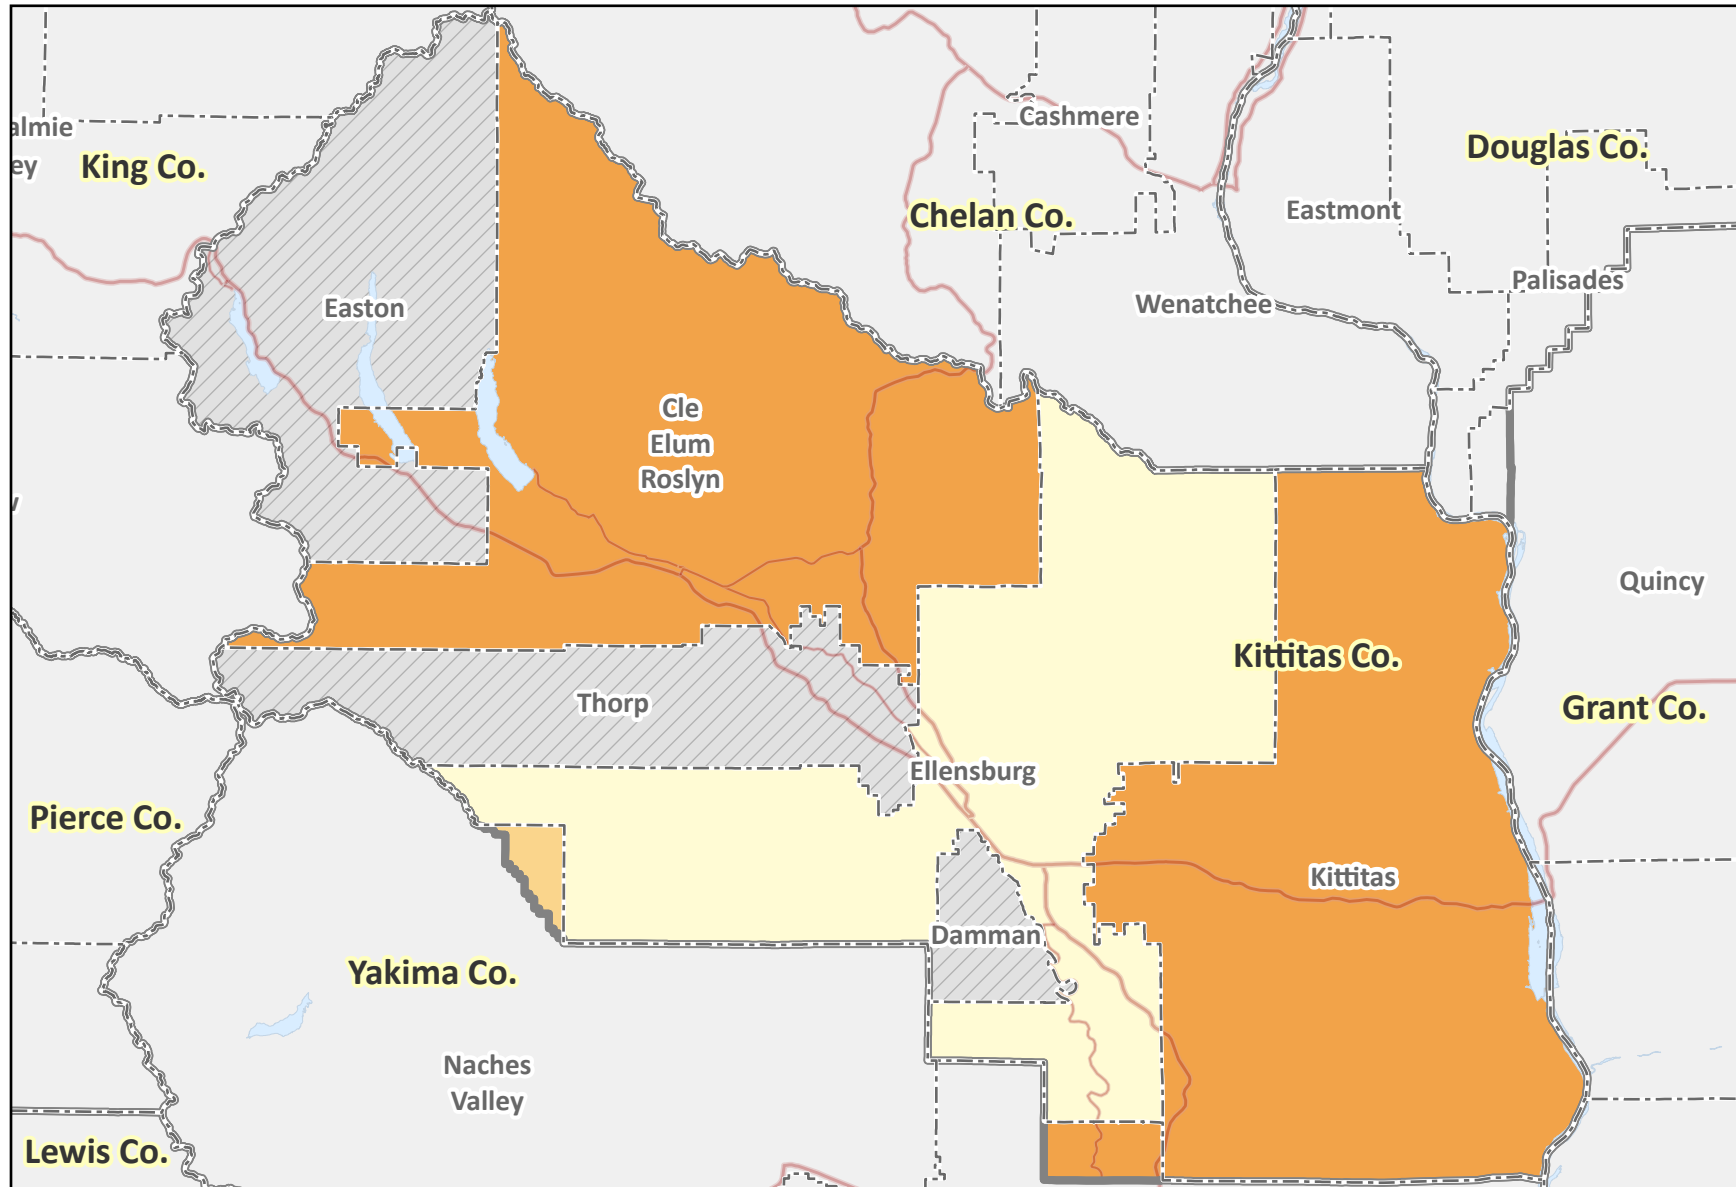 Cashmere
almie
ey
King Co.
Douglas Co.
Chelan Co.
Eastmont
Palisades
Easton
Wenatchee
Cle
Elum
Roslyn
Quincy
Kittitas Co.
Thorp
Grant Co.
Ellensburg
Pierce Co.
Kittitas
Damman
Yakima Co.
Naches
Valley
Lewis Co.